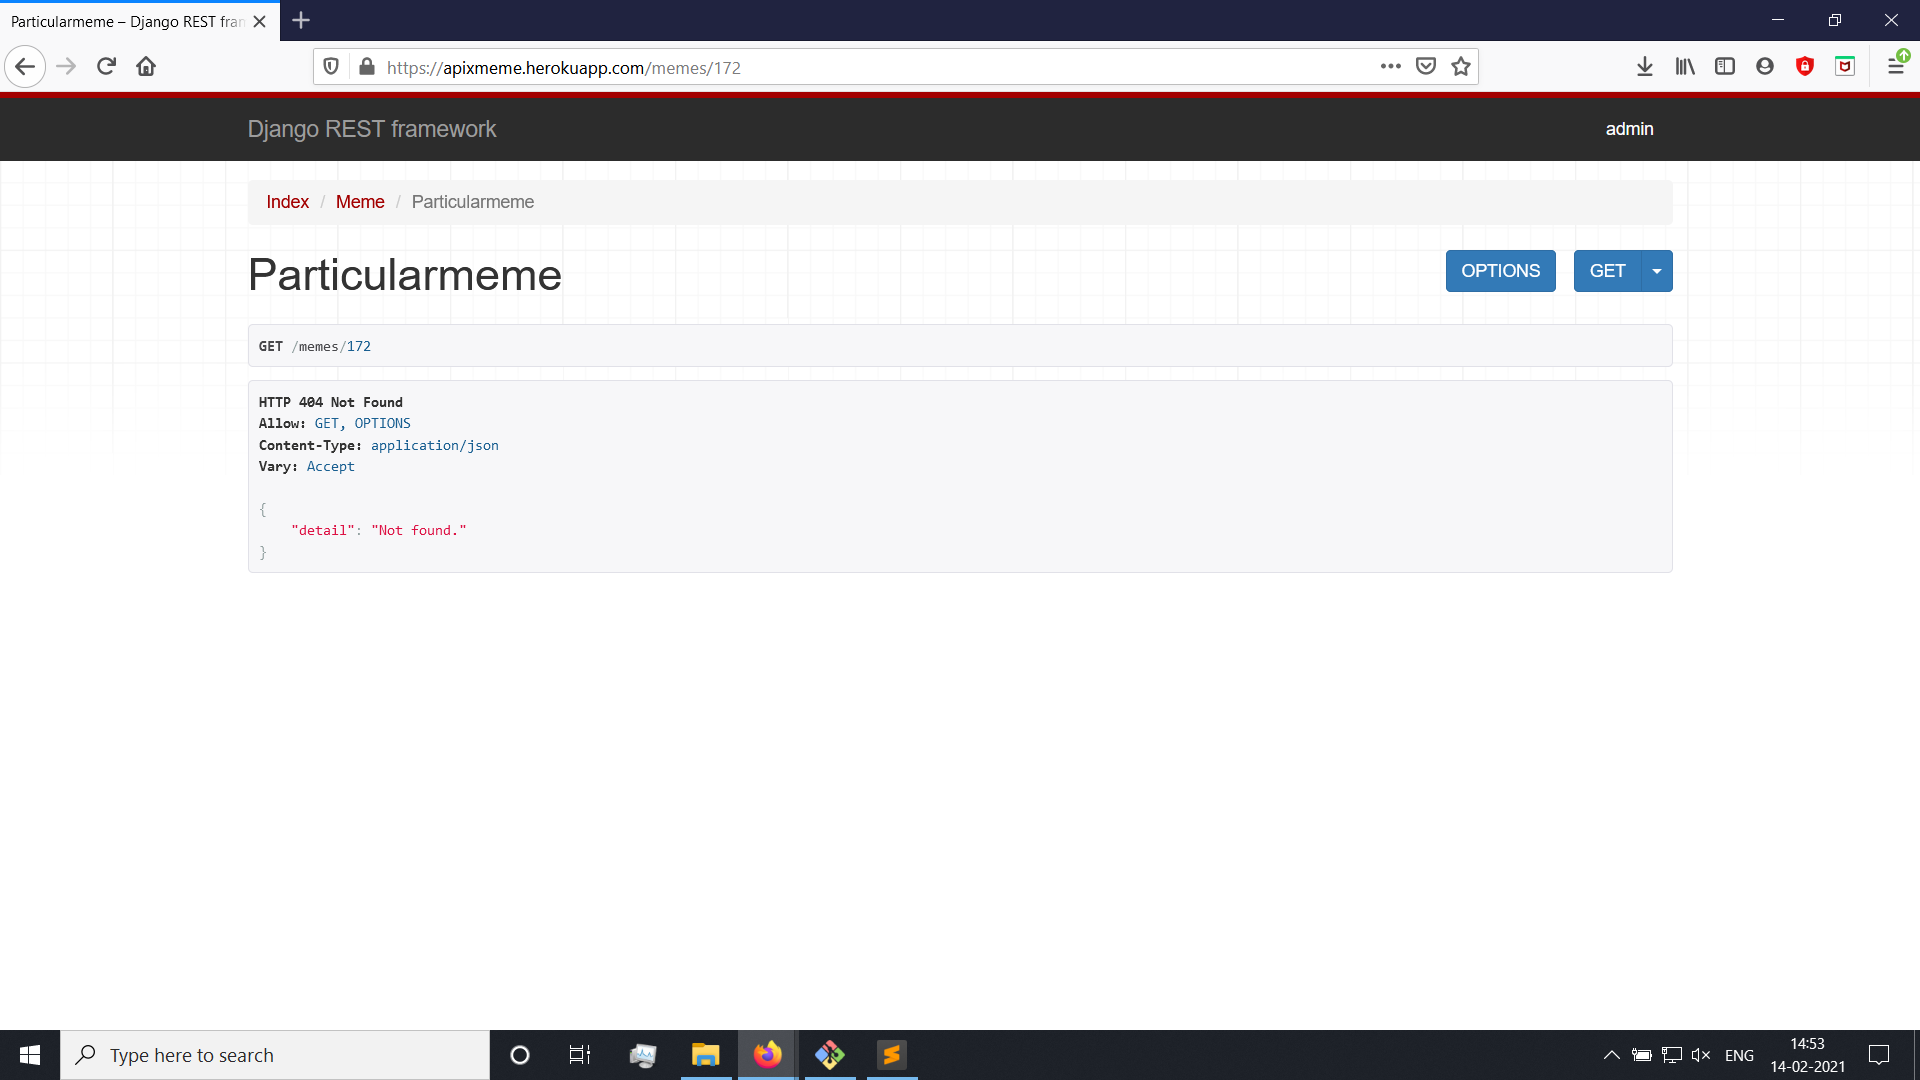 Particularmeme – Django REST fran
https://apixmeme.herokuapp.com/memes/172
Django REST framework
admin
Index / Meme / Particularmeme
Particularmeme
OPTIONS
GET
GET /memes/172
HTTP 404 Not Found
Allow: GET, OPTIONS
Content-Type: application/json
Vary: Accept
{
"detail": "Not found."
}
Type here to search
ENG
14:53
14-02-2021